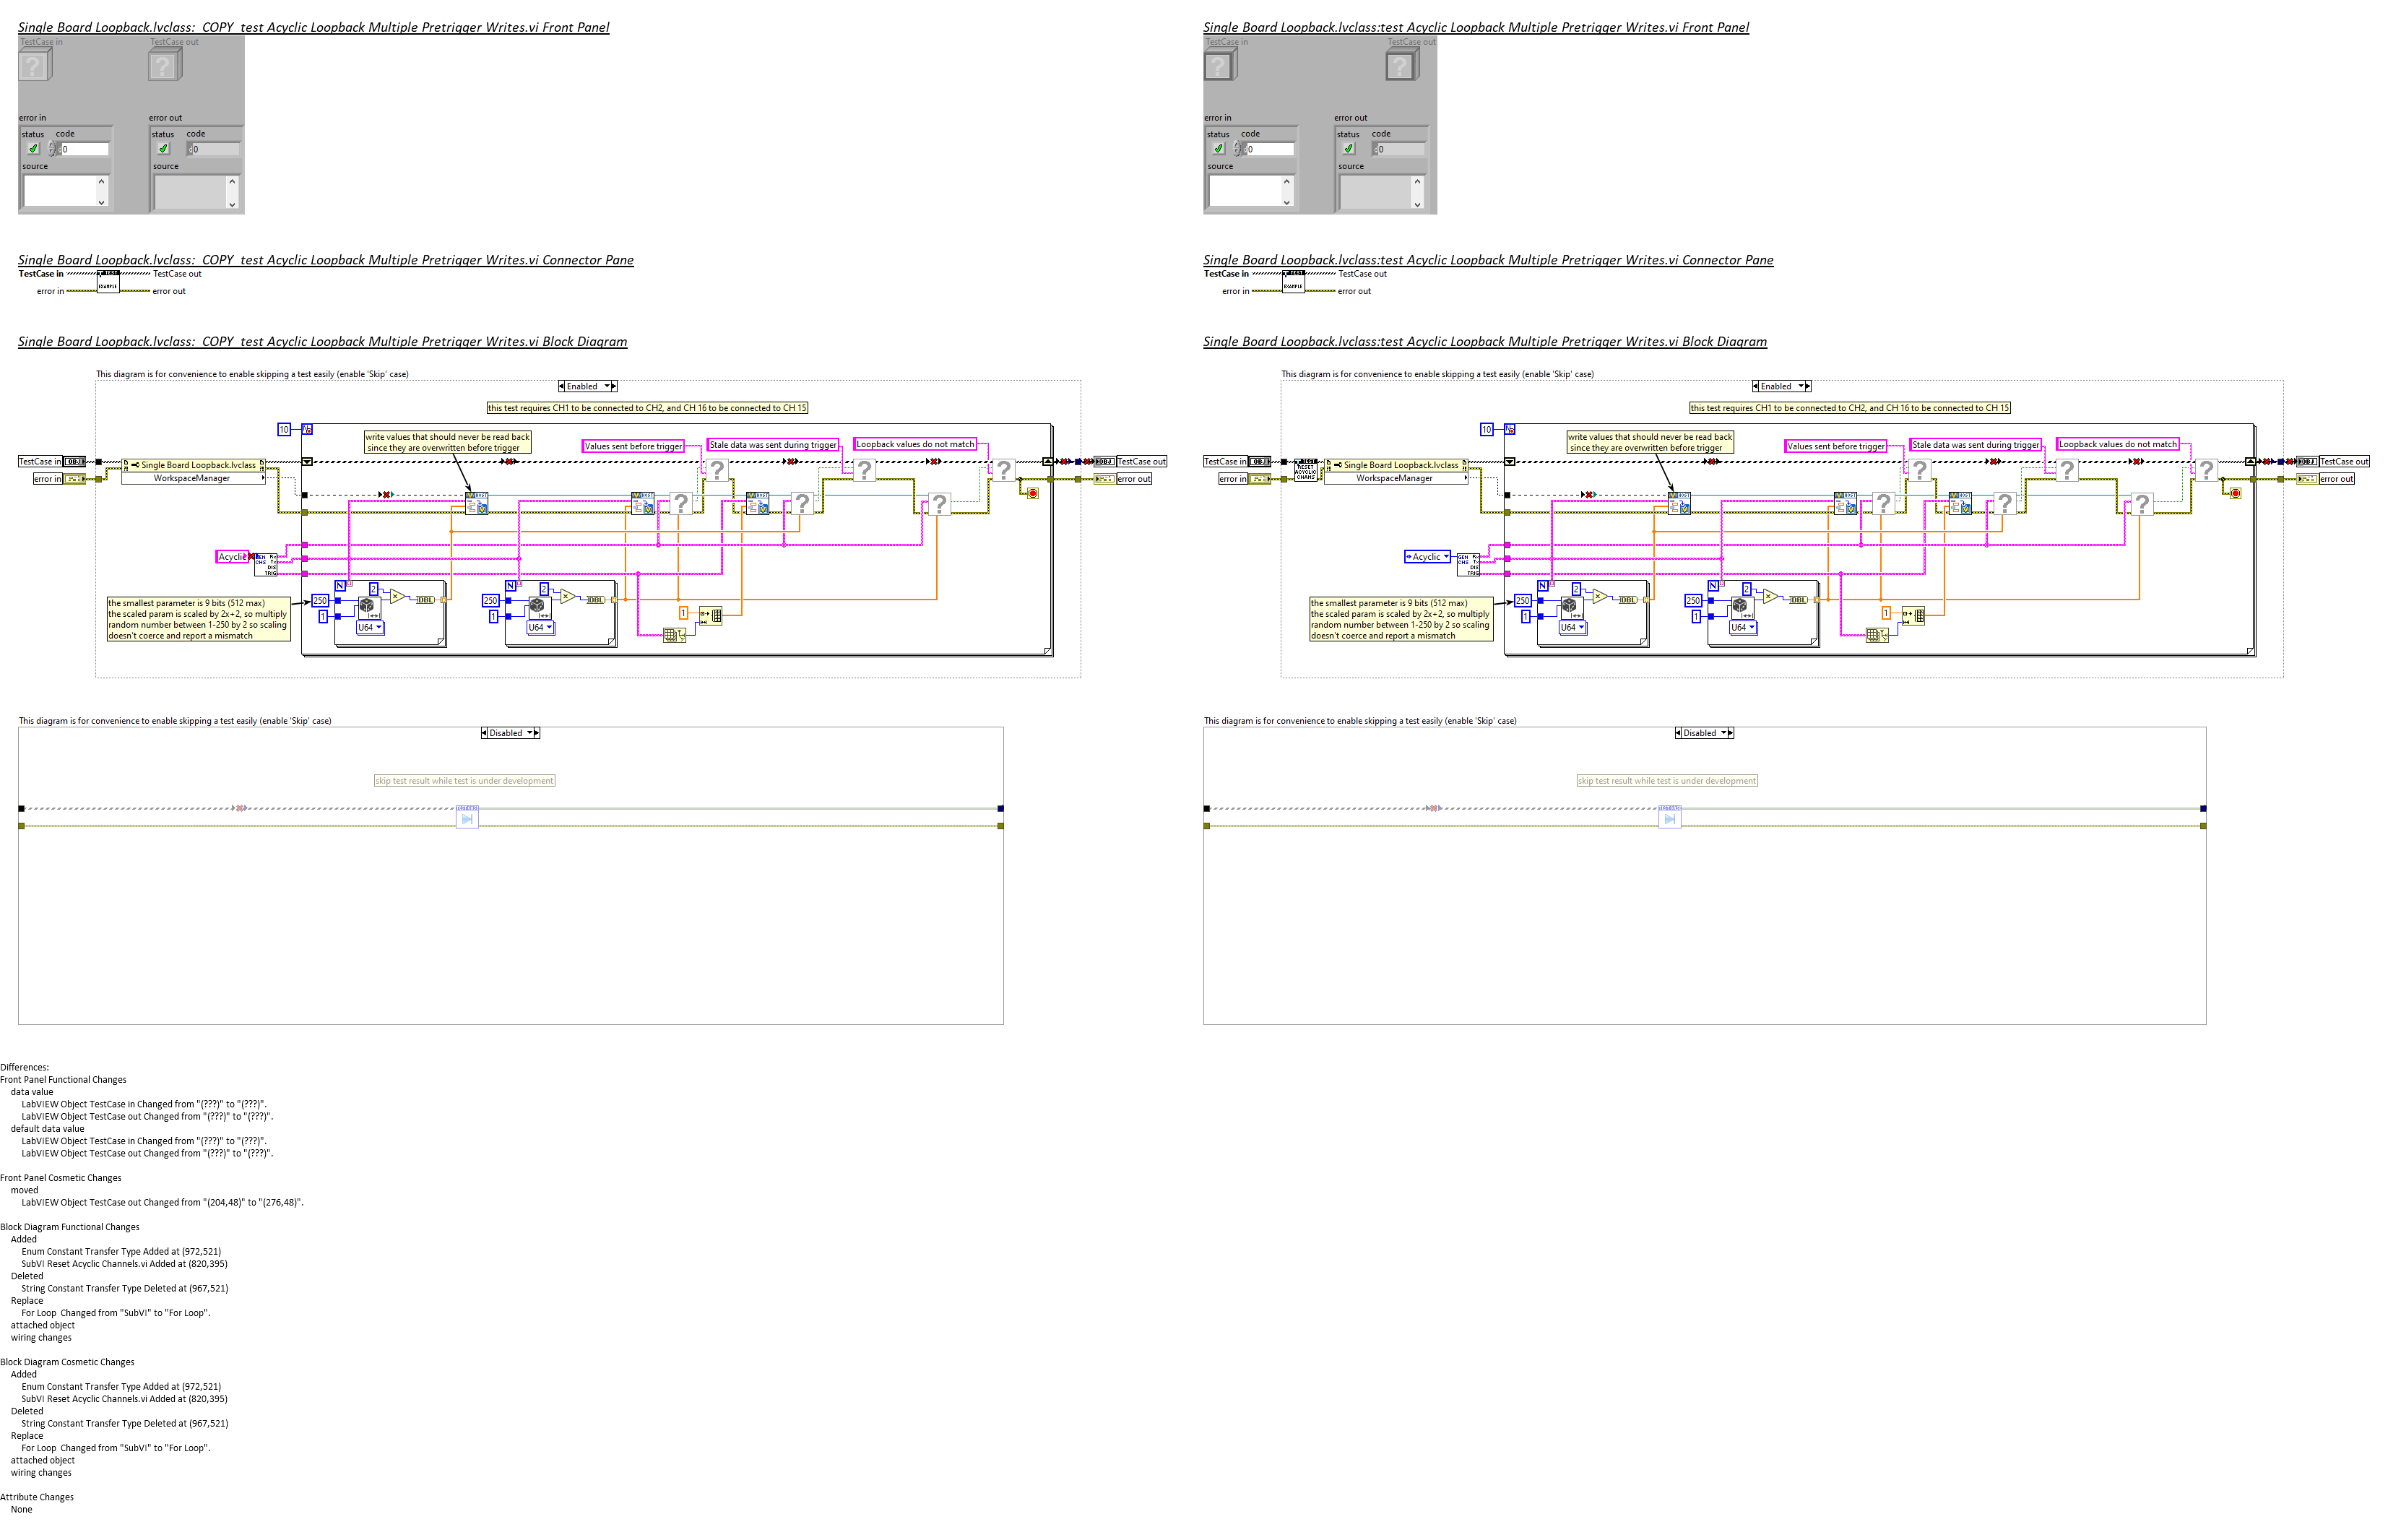 Single Board Loopback.lvclass:  COPY  test Acyclic Loopback Multiple Pretrigger Writes.vi Front Panel
TestCase in
TestCase out
error in
error out
status
code
status
code
0
0
source
source
Single Board Loopback.lvclass:  COPY  test Acyclic Loopback Multiple Pretrigger Writes.vi Connector Pane
TestCase in
TestCase out
TEST
EXAMPLE
error in
error out
Single Board Loopback.lvclass:  COPY  test Acyclic Loopback Multiple Pretrigger Writes.vi Block Diagram
This diagram is for convenience to enable skipping a test easily (enable 'Skip' case)
Enabled
this test requires CH1 to be connected to CH2, and CH 16 to be connected to CH 15
10
write values that should never be read back
since they are overwritten before trigger
Values sent before trigger
Stale data was sent during trigger
Loopback values do not match
TestCase in
OBJ
Single Board Loopback.lvclass
WorkspaceManager
error in
OBJ
TestCase out
error out
Acyclic
N
2
N
2
the smallest parameter is 9 bits (512 max)
the scaled param is scaled by 2x+2, so multiply
random number between 1-250 by 2 so scaling
doesn't coerce and report a mismatch
250
1
U64
DBL
250
1
U64
DBL
1
This diagram is for convenience to enable skipping a test easily (enable 'Skip' case)
Disabled
skip test result while test is under development
Single Board Loopback.lvclass:test Acyclic Loopback Multiple Pretrigger Writes.vi Front Panel
TestCase in
TestCase out
error in
error out
status
code
status
code
0
0
source
source
Single Board Loopback.lvclass:test Acyclic Loopback Multiple Pretrigger Writes.vi Connector Pane
TestCase in
TestCase out
TEST
EXAMPLE
error in
error out
Single Board Loopback.lvclass:test Acyclic Loopback Multiple Pretrigger Writes.vi Block Diagram
This diagram is for convenience to enable skipping a test easily (enable 'Skip' case)
Enabled
this test requires CH1 to be connected to CH2, and CH 16 to be connected to CH 15
10
write values that should never be read back
since they are overwritten before trigger
Values sent before trigger
Stale data was sent during trigger
Loopback values do not match
TestCase in
OBJ
TEST
RESET
ACYCLIC
CHANS
Single Board Loopback.lvclass
WorkspaceManager
error in
OBJ
TestCase out
error out
Acyclic
N
2
N
2
the smallest parameter is 9 bits (512 max)
the scaled param is scaled by 2x+2, so multiply
random number between 1-250 by 2 so scaling
doesn't coerce and report a mismatch
250
1
U64
DBL
250
1
U64
DBL
1
This diagram is for convenience to enable skipping a test easily (enable 'Skip' case)
Disabled
skip test result while test is under development
Differences:
Front Panel Functional Changes
data value
LabVIEW Object TestCase in Changed from "(???)" to "(???)".
LabVIEW Object TestCase out Changed from "(???)" to "(???)".
default data value
LabVIEW Object TestCase in Changed from "(???)" to "(???)".
LabVIEW Object TestCase out Changed from "(???)" to "(???)".
Front Panel Cosmetic Changes
moved
LabVIEW Object TestCase out Changed from "(204,48)" to "(276,48)".
Block Diagram Functional Changes
Added
Enum Constant Transfer Type Added at (972,521)
SubVI Reset Acyclic Channels.vi Added at (820,395)
Deleted
String Constant Transfer Type Deleted at (967,521)
Replace
For Loop  Changed from "SubVI" to "For Loop".
attached object
wiring changes
Block Diagram Cosmetic Changes
Added
Enum Constant Transfer Type Added at (972,521)
SubVI Reset Acyclic Channels.vi Added at (820,395)
Deleted
String Constant Transfer Type Deleted at (967,521)
Replace
For Loop  Changed from "SubVI" to "For Loop".
attached object
wiring changes
Attribute Changes
None